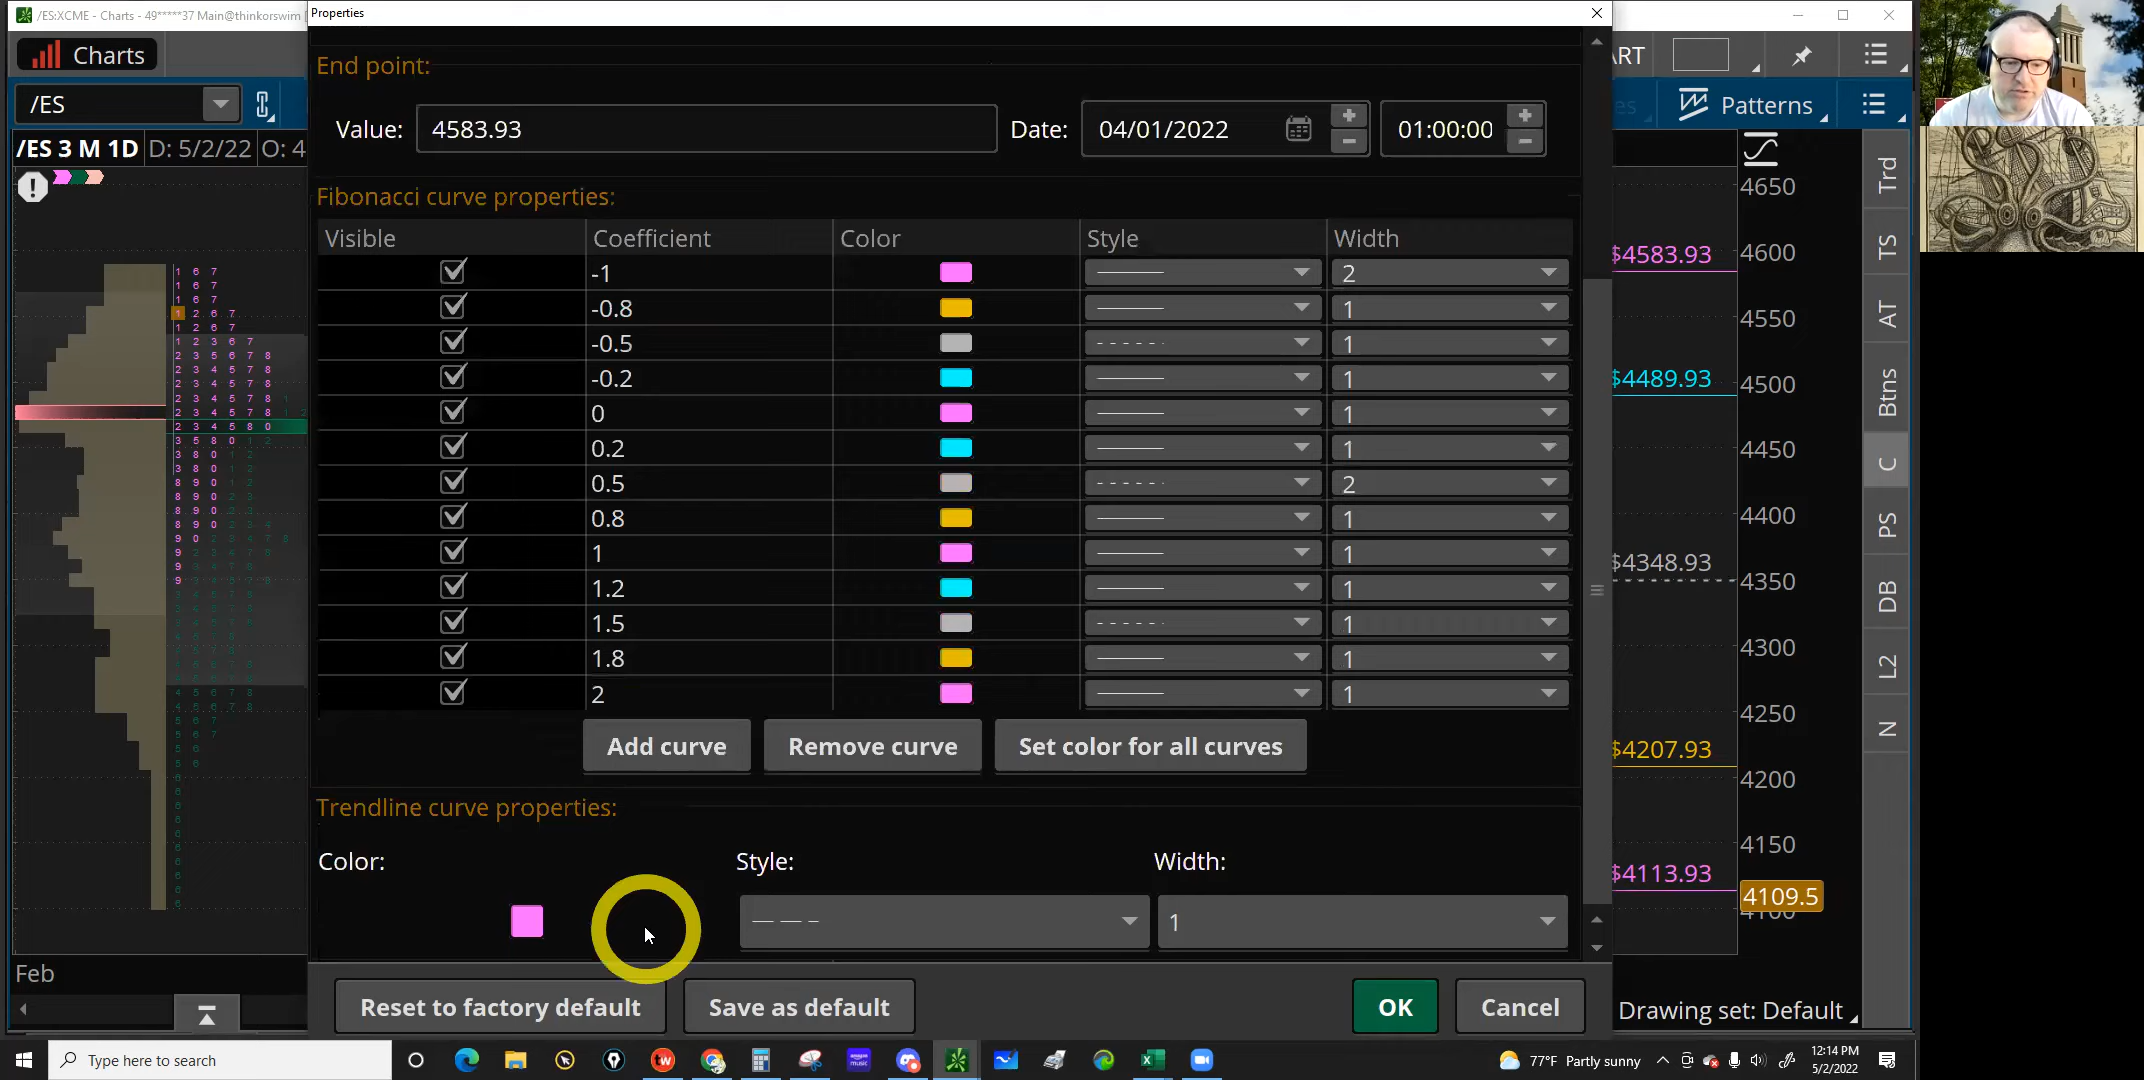 /ES:XCME - Charts - 49*****37 Main@thinkorswim [
Properties
Charts
ART
/ES
Patterns
/ES 3 M 1D
D: 5/2/22
O: 4
End point:
Value:
4583.93
Date:
04/01/2022
01:00:00
Fibonacci curve properties:
Visible
Coefficient
Color
Style
Width
-1
2
-0.8
1
-0.5
1
-0.2
1
0
1
0.2
1
0.5
2
0.8
1
1
1
1.2
1
1.5
1
1.8
1
2
1
Add curve
Remove curve
Set color for all curves
Trendline curve properties:
Color:
Style:
Width:
1
Reset to factory default
Save as default
OK
Cancel
4650
$4583.93
4600
4550
$4489.93
4500
4450
4400
$4348.93
4350
4300
4250
$4207.93
4200
4150
$4113.93
4109.5
Trd
TS
AT
Btns
C
PS
DB
L2
N
Feb
Drawing set: Default
Type here to search
77°F Partly sunny
12:14 PM
5/2/2022